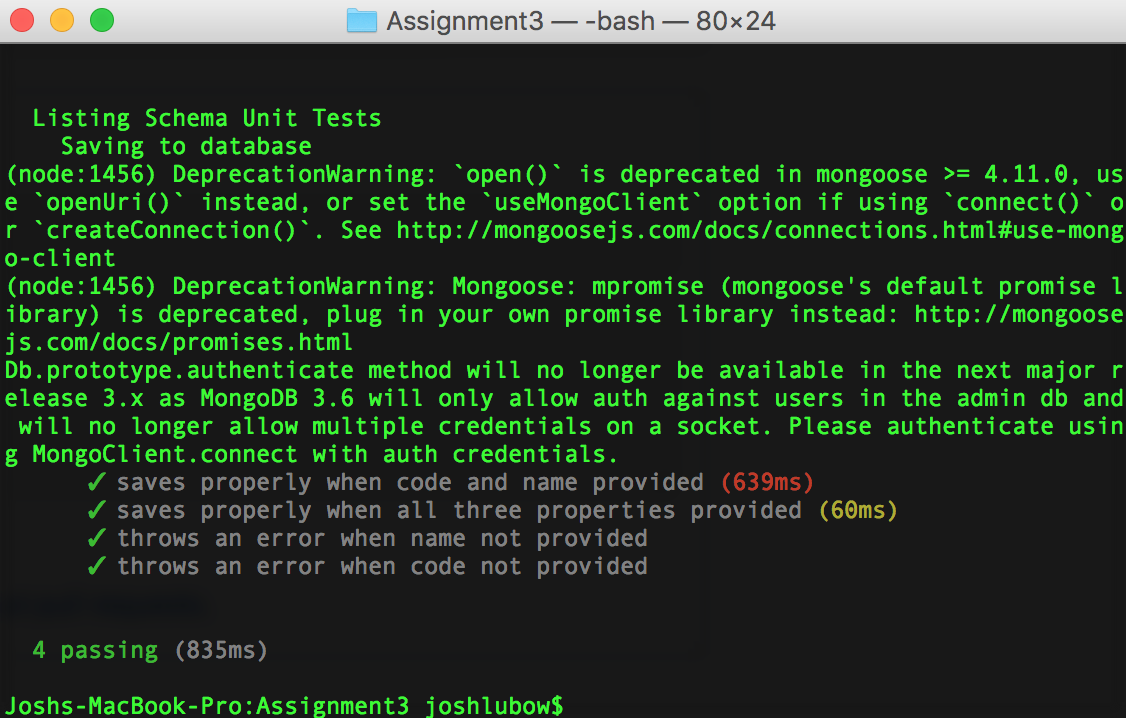 Assignment3 — -bash — 80×24
Listing Schema Unit Tests
Saving to database
(node:1456) DeprecationWarning: `open()` is deprecated in mongoose >= 4.11.0, us
e `openUri()` instead, or set the `useMongoClient` option if using `connect()` o
r `createConnection()`. See http://mongoosejs.com/docs/connections.html#use-mong
o-client
(node:1456) DeprecationWarning: Mongoose: mpromise (mongoose's default promise l
ibrary) is deprecated, plug in your own promise library instead: http://mongoose
js.com/docs/promises.html
Db.prototype.authenticate method will no longer be available in the next major r
elease 3.x as MongoDB 3.6 will only allow auth against users in the admin db and
 will no longer allow multiple credentials on a socket. Please authenticate usin
g MongoClient.connect with auth credentials.
✓ saves properly when code and name provided (639ms)
✓ saves properly when all three properties provided (60ms)
✓ throws an error when name not provided
✓ throws an error when code not provided
4 passing (835ms)
Joshs-MacBook-Pro:Assignment3 joshlubow$